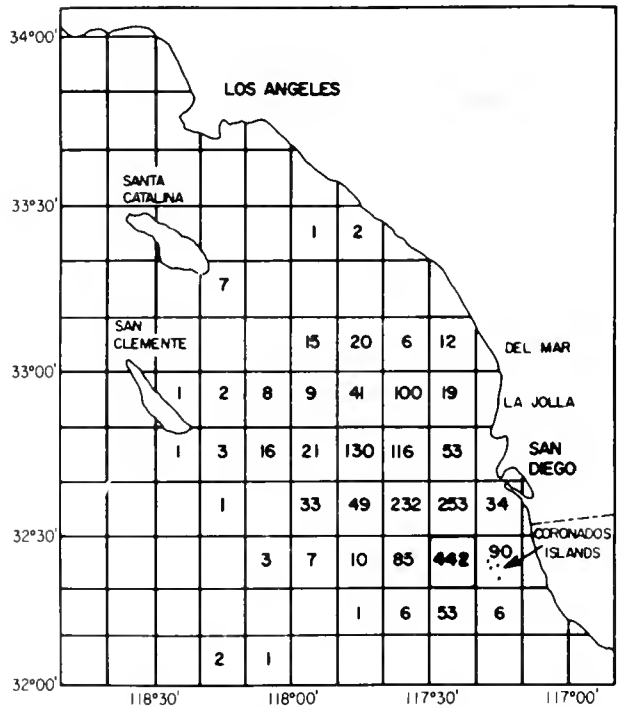 34°00'
LOS ANGELES
SANTA
CATALINA
33°30'
1 2
7
SAN
CLEMENTE
15 20 6 12 DEL MAR
33°00'
1 2 8 9 41 100 19 LA JOLLA
1 3 16 21 130 116 53 SAN
DIEGO
1 33 49 232 253 34
32°30'
CORONADOS
ISLANDS
3 7 10 85 442 90
1 6 53 6
2 1
32°00'
118°30' 118°00' 117°30' 117°00'